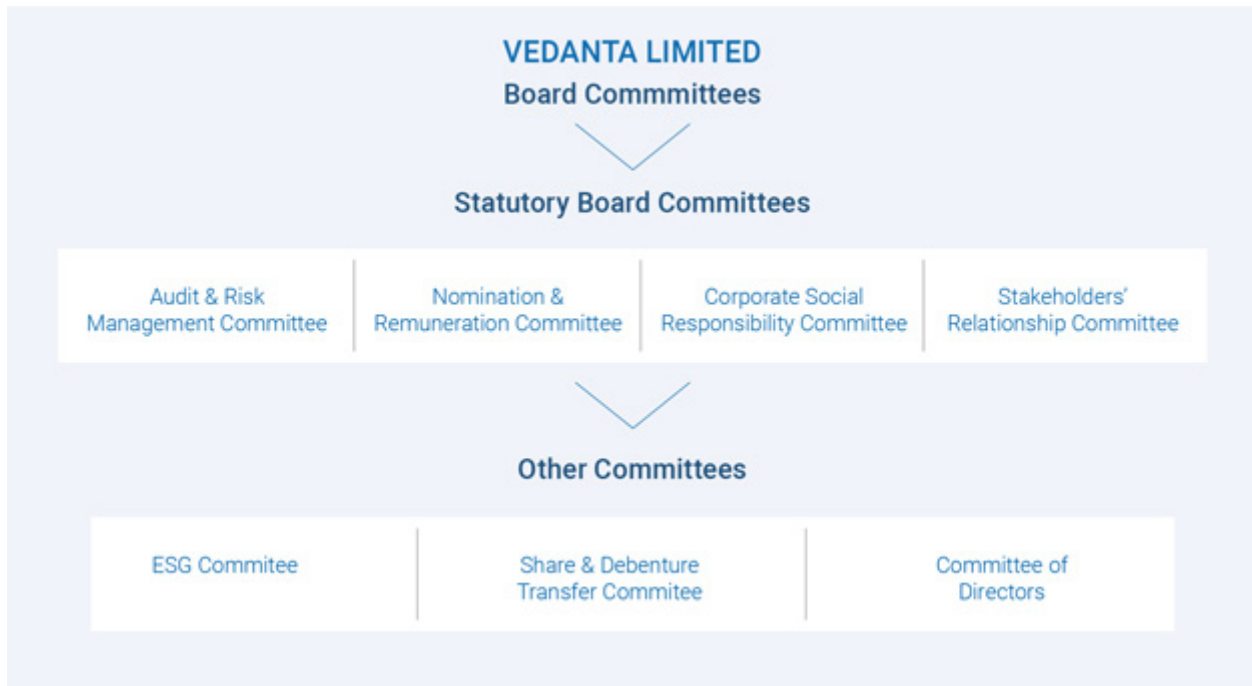 VEDANTA LIMITED
Board Commmittees
Statutory Board Committees
Audit & Risk
Management Committee
Nomination &
Remuneration Committee
Corporate Social
Responsibility Committee
Stakeholders’
Relationship Committee
Other Committees
ESG Commitee
Share & Debenture
Transfer Commitee
Committee of
Directors